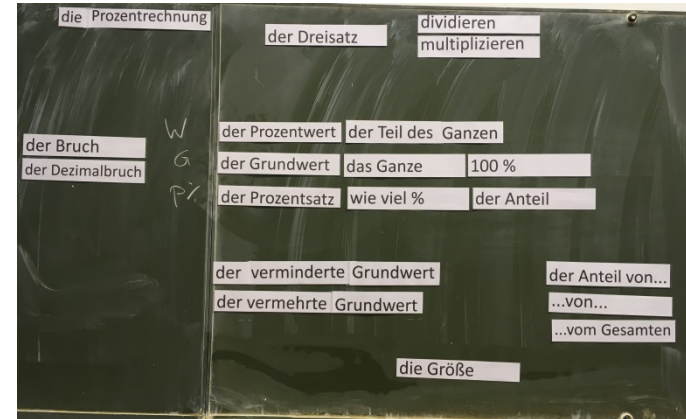 die Prozentrechnung
der Dreisatz
dividieren
multiplizieren
der Bruch
der Dezimalbruch
W der Prozentwert der Teil des Ganzen
G der Grundwert das Ganze 100 %
p% der Prozentsatz wie viel % der Anteil
der verminderte Grundwert
der vermehrte Grundwert
der Anteil von...
...von...
...vom Gesamten
die Größe